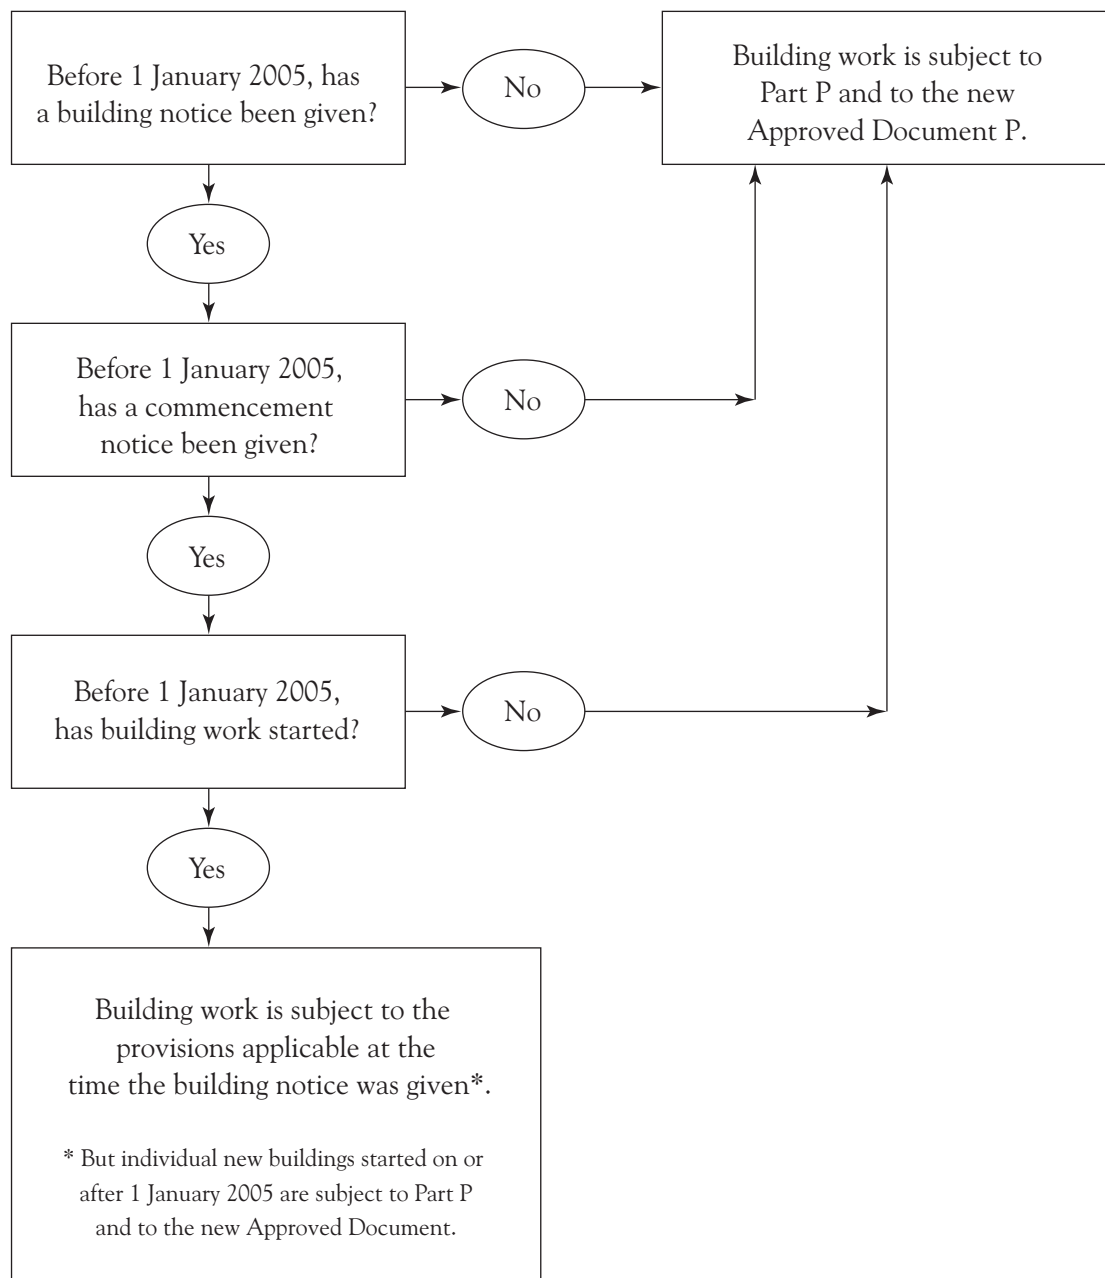 Before 1 January 2005, has
a building notice been given?
No
Building work is subject to
Part P and to the new
Approved Document P.
Yes
Before 1 January 2005,
has a commencement
notice been given?
No
Yes
Before 1 January 2005,
has building work started?
No
Yes
Building work is subject to the
provisions applicable at the
time the building notice was given*.
* But individual new buildings started on or
after 1 January 2005 are subject to Part P
and to the new Approved Document.